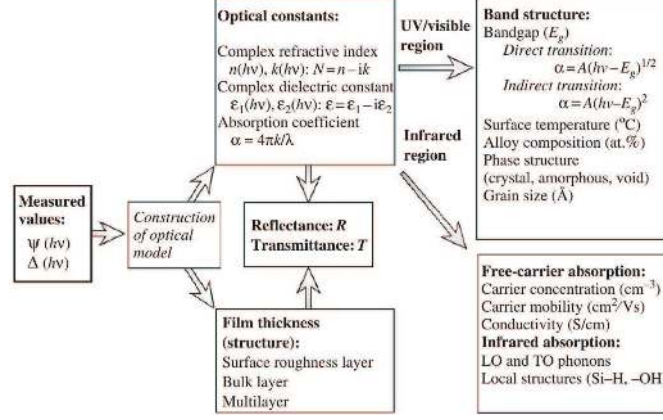 Measured
values:
ψ (hν)
Δ (hν)
Construction
of optical
model
Optical constants:
Complex refractive index
n(hν), k(hν): N=n−ik
Complex dielectric constant
ε₁(hν), ε₂(hν): ε=ε₁−iε₂
Absorption coefficient
α = 4πk/λ
Reflectance: R
Transmittance: T
Film thickness
(structure):
Surface roughness layer
Bulk layer
Multilayer
UV/visible
region
Infrared
region
Band structure:
Bandgap (E_g)
Direct transition:
α=A(hν−E_g)^1/2
Indirect transition:
α=A(hν−E_g)²
Surface temperature (°C)
Alloy composition (at.%)
Phase structure
(crystal, amorphous, void)
Grain size (Å)
Free-carrier absorption:
Carrier concentration (cm⁻³)
Carrier mobility (cm²/Vs)
Conductivity (S/cm)
Infrared absorption:
LO and TO phonons
Local structures (Si–H, –OH